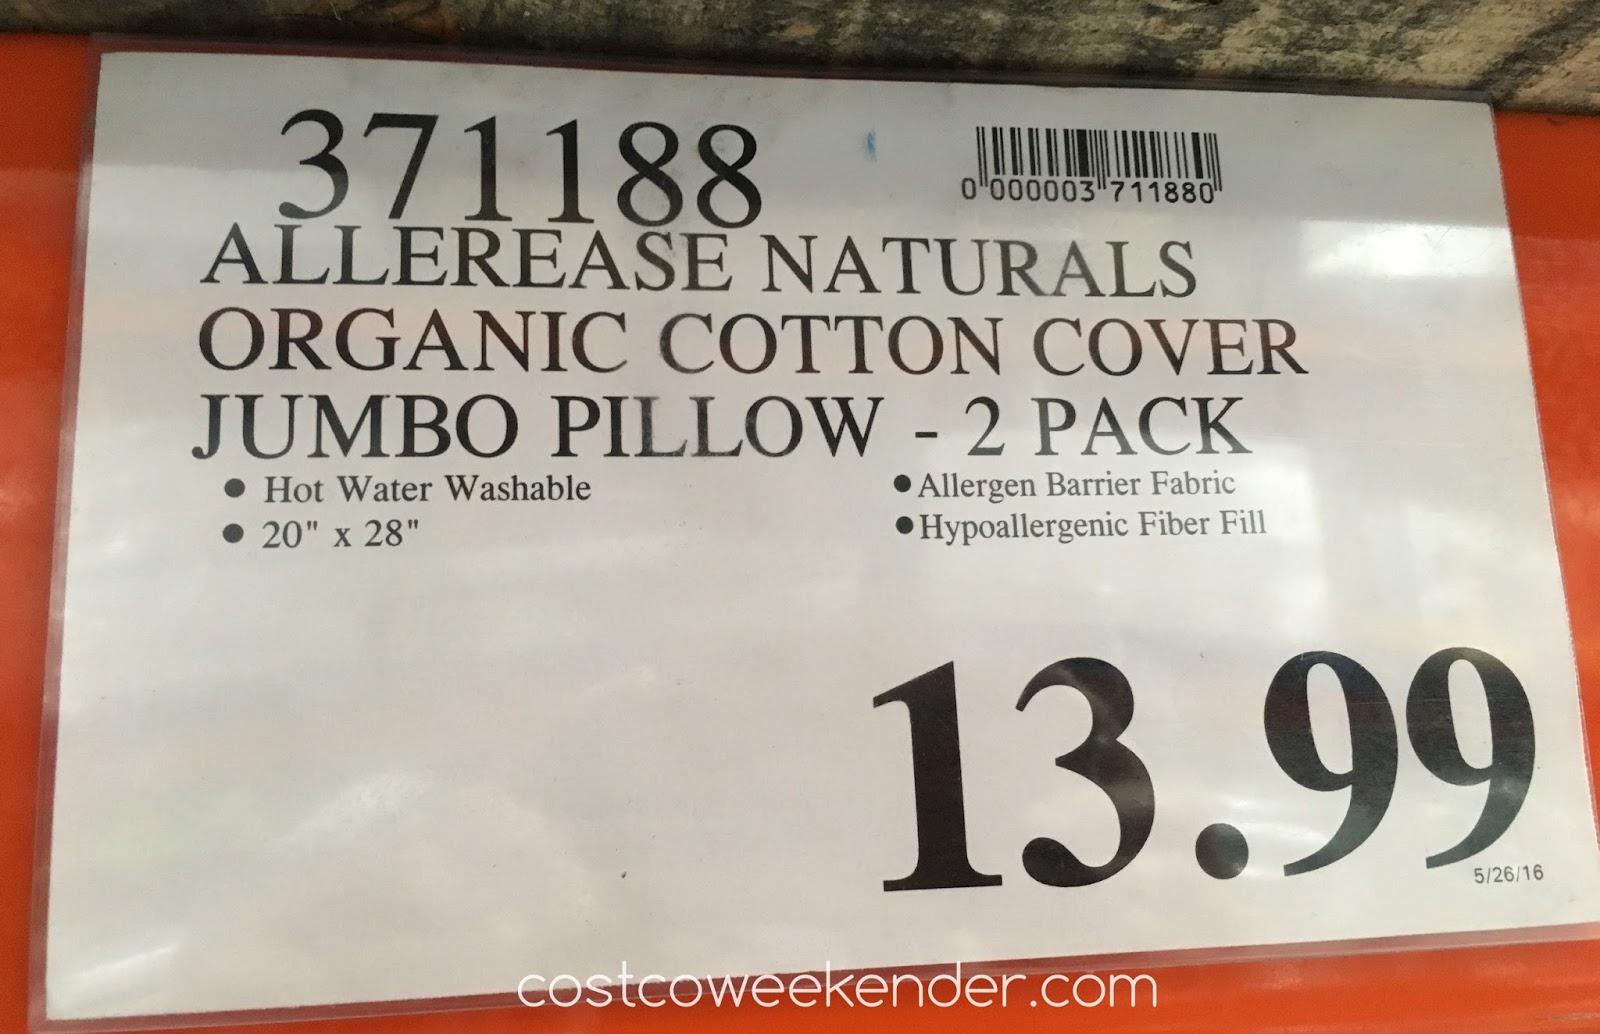 371188
0 000003 711880
ALLEREASE NATURALS
ORGANIC COTTON COVER
JUMBO PILLOW - 2 PACK
● Hot Water Washable
● Allergen Barrier Fabric
● 20" x 28"
● Hypoallergenic Fiber Fill
13.99
5/26/16
costcoweekender.com